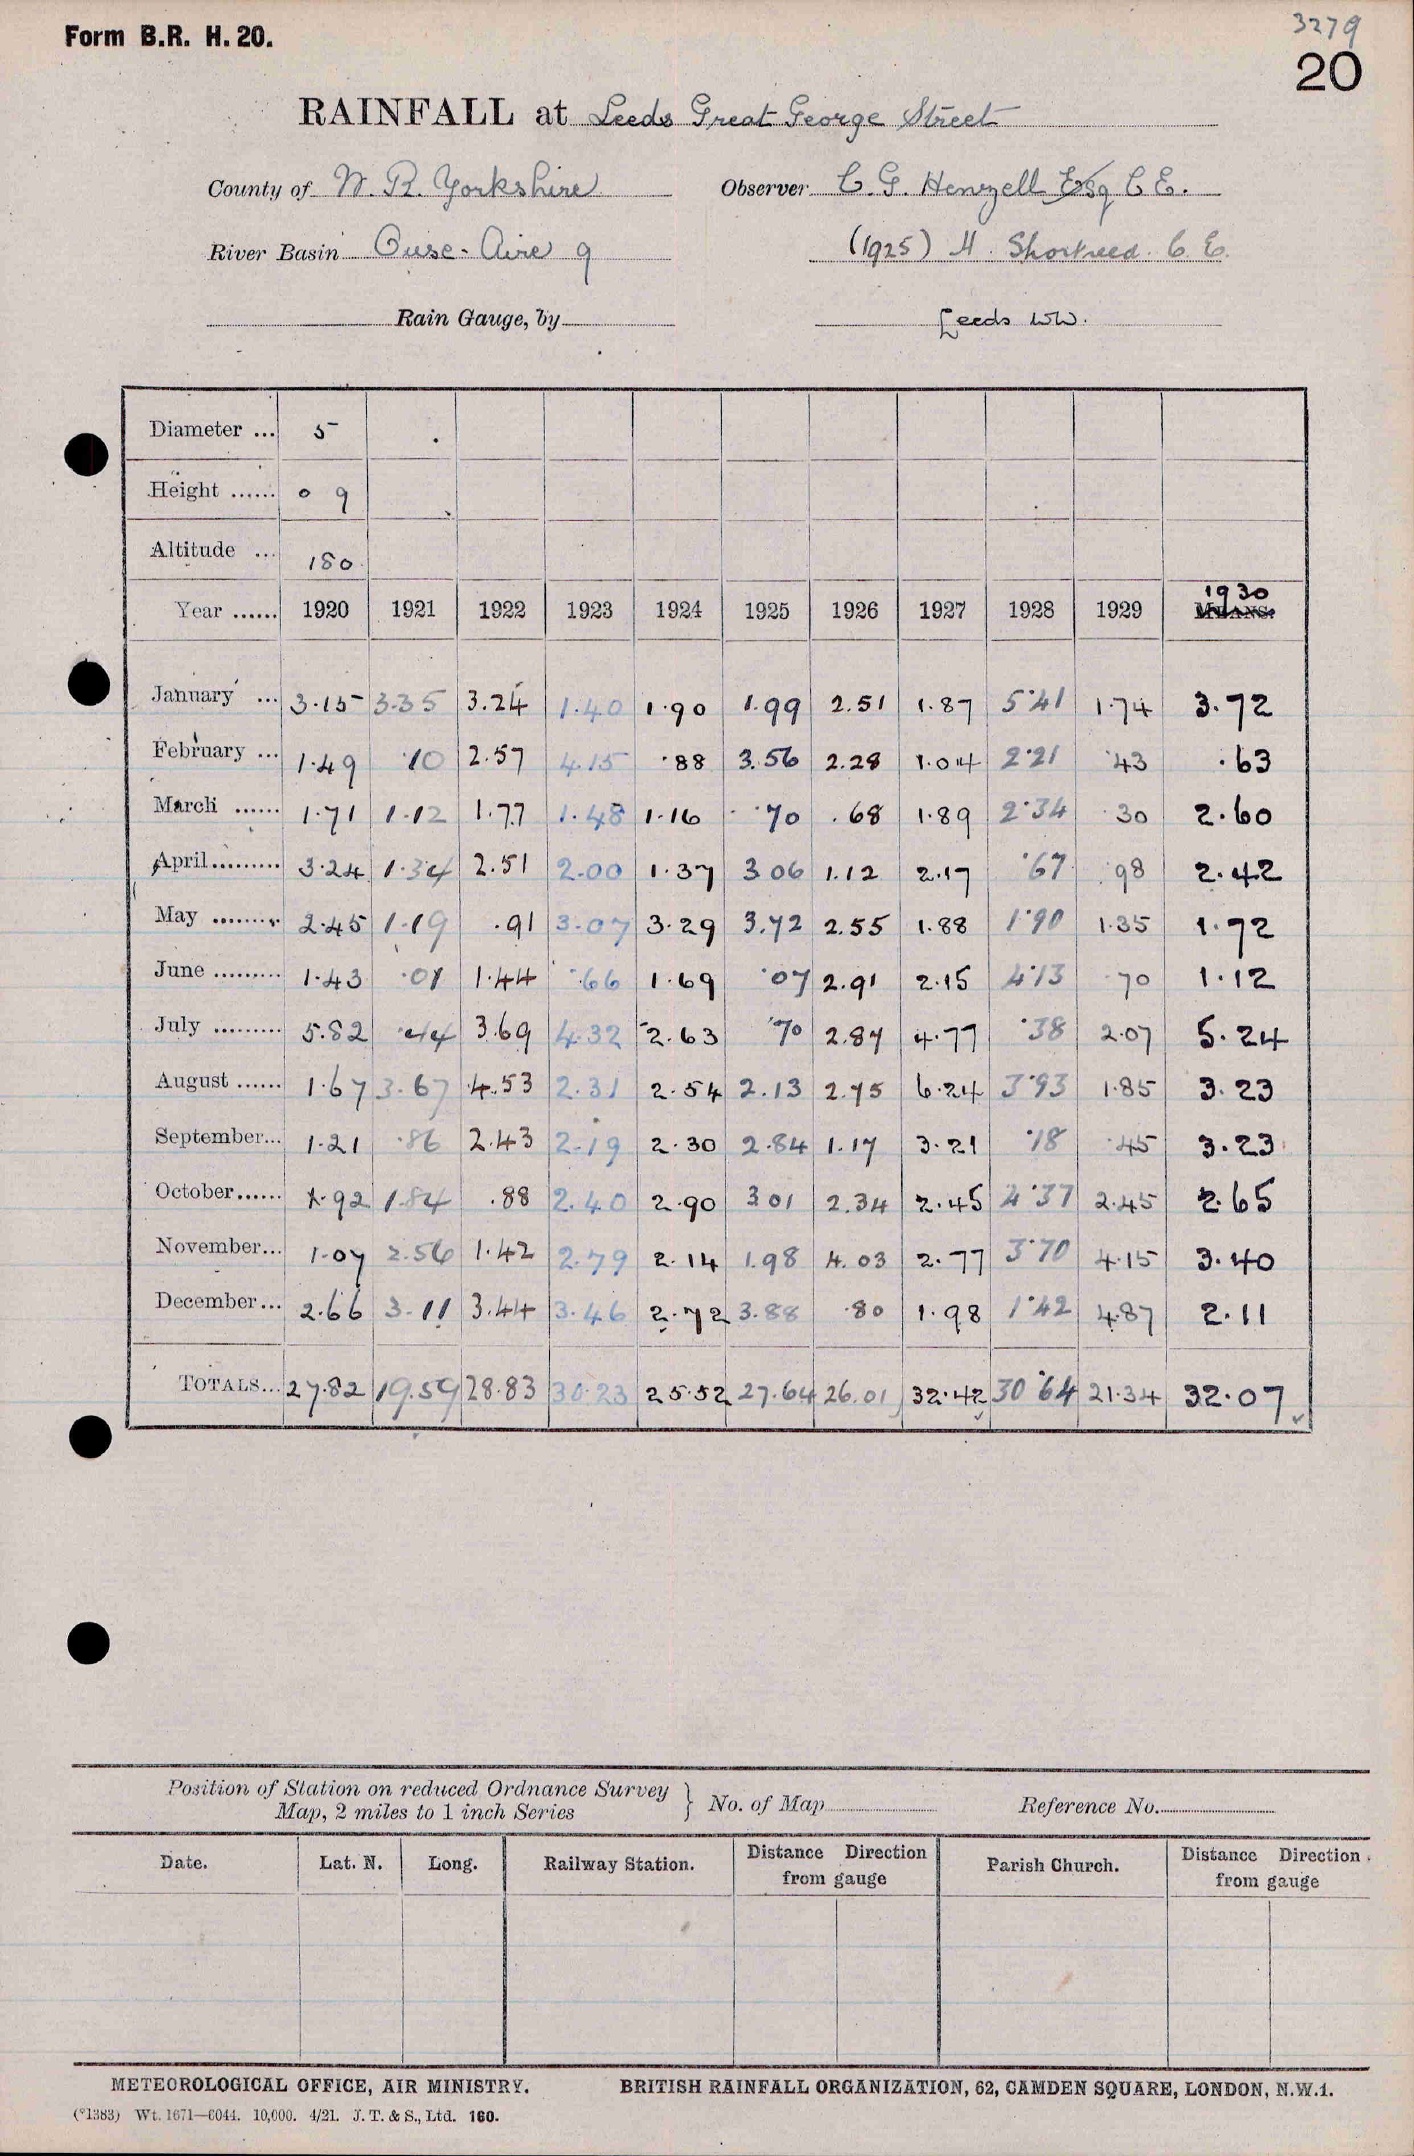 Form B.R. H. 20.
3279
20
RAINFALL at Leeds Great George Street
County of W. R. Yorkshire Observer C. G. Henzell Esq C E.
River Basin Ouse-Aire 9 (1925) H. Shortreed. C E.
Rain Gauge, by Leeds WW.
Diameter ... 5
Height ...... 0 9
Altitude ... 180
Year ...... 1920 1921 1922 1923 1924 1925 1926 1927 1928 1929 1930 MEANS.
January ... 3.15 3.35 3.24 1.40 1.90 1.99 2.51 1.87 5.41 1.74 3.72
February ... 1.49 .10 2.57 4.15 .88 3.56 2.28 1.04 2.21 .43 .63
March ...... 1.71 1.12 1.77 1.48 1.16 .70 .68 1.89 2.34 .30 2.60
April......... 3.24 1.34 2.51 2.00 1.37 3.06 1.12 2.17 .67 .98 2.42
May ......... 2.45 1.19 .91 3.07 3.29 3.72 2.55 1.88 1.90 1.35 1.72
June ......... 1.43 .01 1.44 .66 1.69 .07 2.91 2.15 4.13 .70 1.12
July ......... 5.82 .44 3.69 4.32 2.63 .70 2.87 4.77 .38 2.07 5.24
August ...... 1.67 3.67 4.53 2.31 2.54 2.13 2.75 6.24 3.93 1.85 3.23
September... 1.21 .86 2.43 2.19 2.30 2.84 1.17 3.21 .18 .45 3.23
October...... 1.92 1.84 .88 2.40 2.90 3.01 2.34 2.45 4.37 2.45 2.65
November... 1.07 2.56 1.42 2.79 2.14 1.98 4.03 2.77 3.70 4.15 3.40
December... 2.66 3.11 3.44 3.46 2.72 3.88 .80 1.98 1.42 4.87 2.11
TOTALS... 27.82 19.59 28.83 30.23 25.52 27.64 26.01 32.42 30.64 21.34 32.07
Position of Station on reduced Ordnance Survey
Map, 2 miles to 1 inch Series } No. of Map Reference No.
Date. Lat. N. Long. Railway Station. Distance Direction from gauge Parish Church. Distance Direction from gauge
METEOROLOGICAL OFFICE, AIR MINISTRY. BRITISH RAINFALL ORGANIZATION, 62, CAMDEN SQUARE, LONDON, N.W.1.
(*1383) Wt. 1671—6044. 10,000. 4/21. J. T. & S., Ltd. 160.